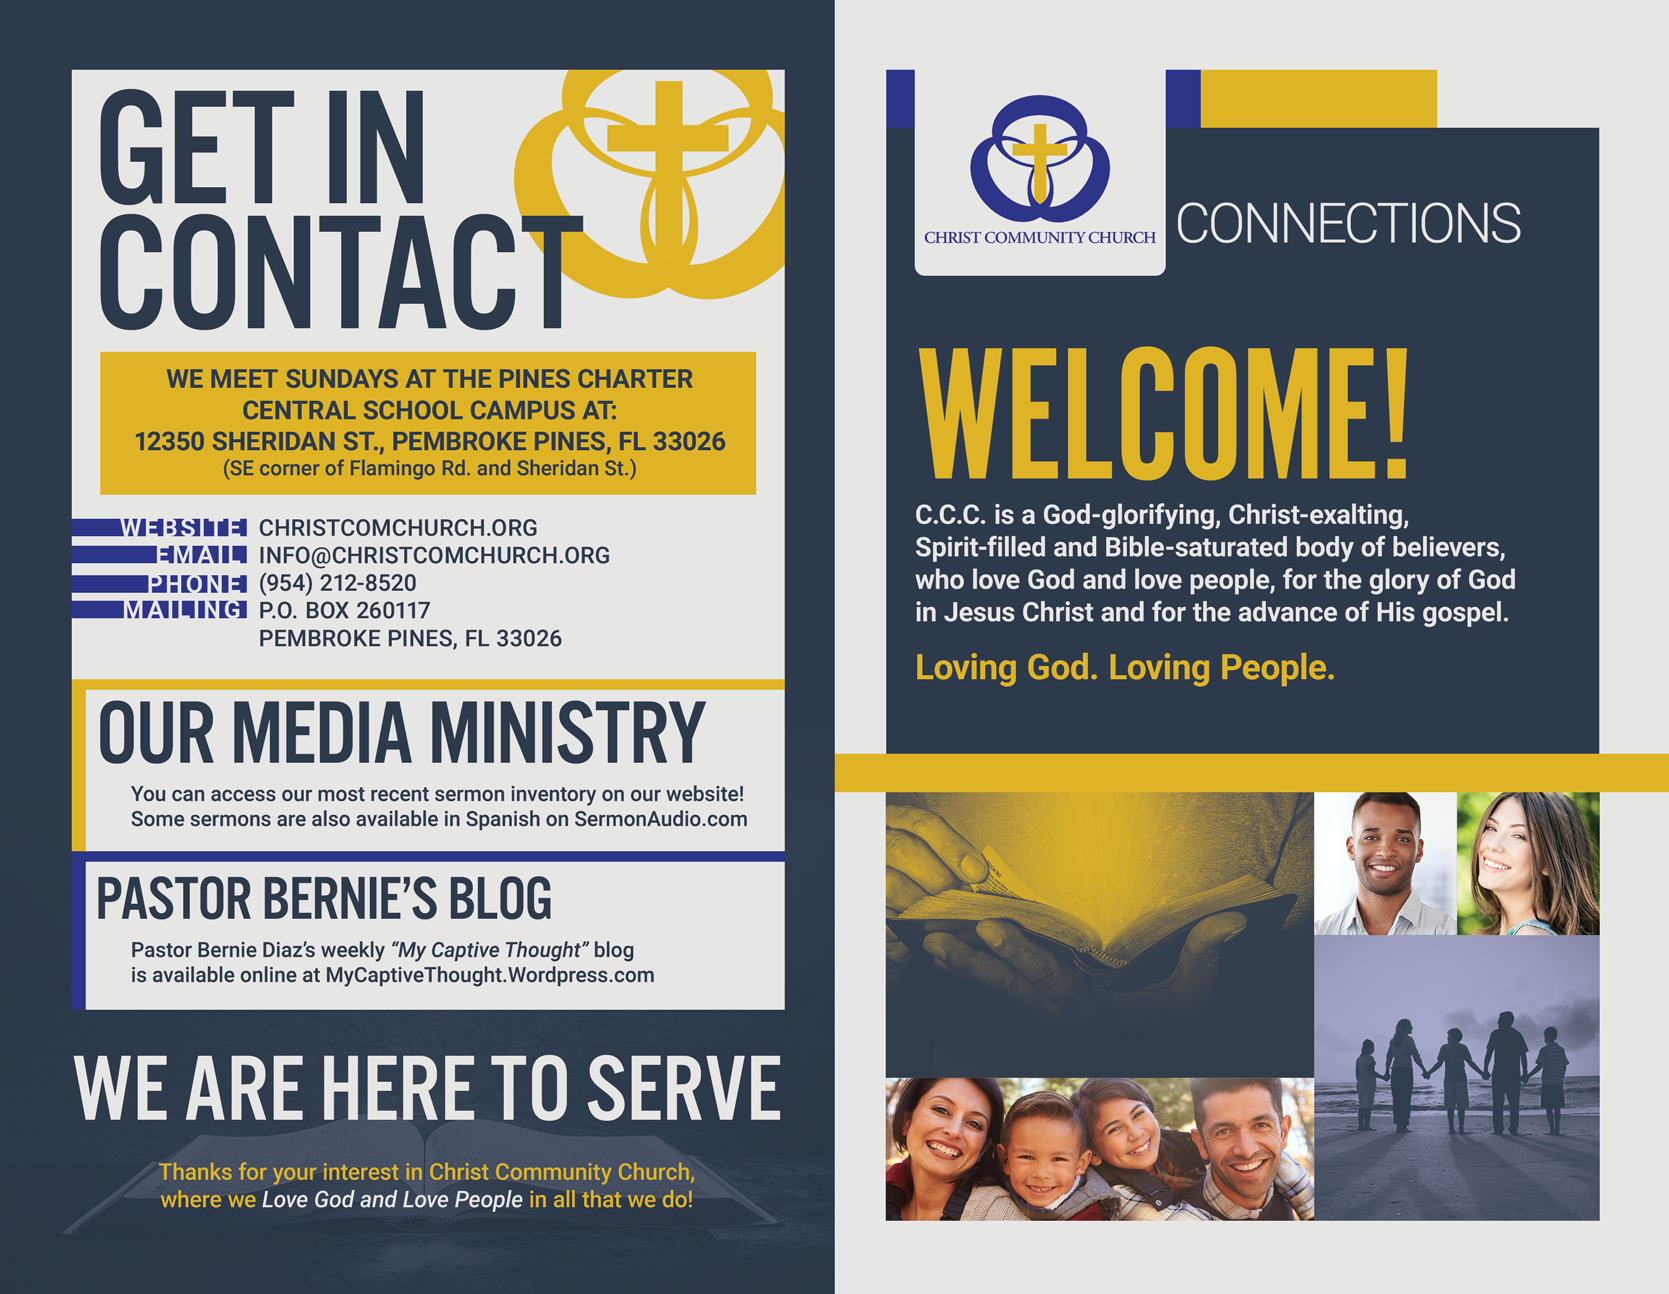 GET IN
CONTACT
WE MEET SUNDAYS AT THE PINES CHARTER
CENTRAL SCHOOL CAMPUS AT:
12350 SHERIDAN ST., PEMBROKE PINES, FL 33026
(SE corner of Flamingo Rd. and Sheridan St.)
WEBSITE CHRISTCOMCHURCH.ORG
EMAIL INFO@CHRISTCOMCHURCH.ORG
PHONE (954) 212-8520
MAILING P.O. BOX 260117
PEMBROKE PINES, FL 33026
OUR MEDIA MINISTRY
You can access our most recent sermon inventory on our website!
Some sermons are also available in Spanish on SermonAudio.com
PASTOR BERNIE’S BLOG
Pastor Bernie Diaz’s weekly “My Captive Thought” blog
is available online at MyCaptiveThought.Wordpress.com
WE ARE HERE TO SERVE
Thanks for your interest in Christ Community Church,
where we Love God and Love People in all that we do!
CHRIST COMMUNITY CHURCH
CONNECTIONS
WELCOME!
C.C.C. is a God-glorifying, Christ-exalting,
Spirit-filled and Bible-saturated body of believers,
who love God and love people, for the glory of God
in Jesus Christ and for the advance of His gospel.
Loving God. Loving People.